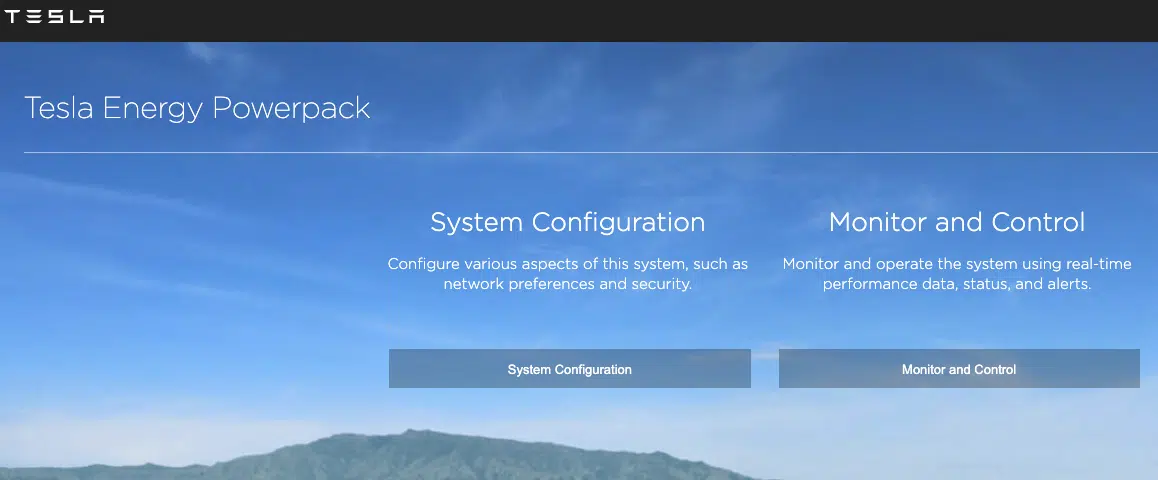 TESLA
Tesla Energy Powerpack
System Configuration
Configure various aspects of this system, such as
network preferences and security.
System Configuration
Monitor and Control
Monitor and operate the system using real-time
performance data, status, and alerts.
Monitor and Control